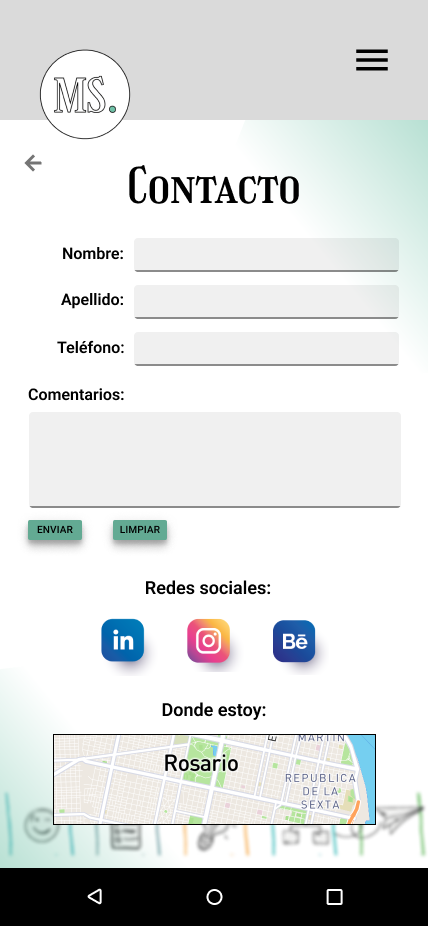 MS.
CONTACTO
Nombre:
Apellido:
Teléfono:
Comentarios:
ENVIAR LIMPIAR
Redes sociales:
in Bē
Donde estoy:
MARTIN
Rosario
REPUBLICA
DE LA
SEXTA